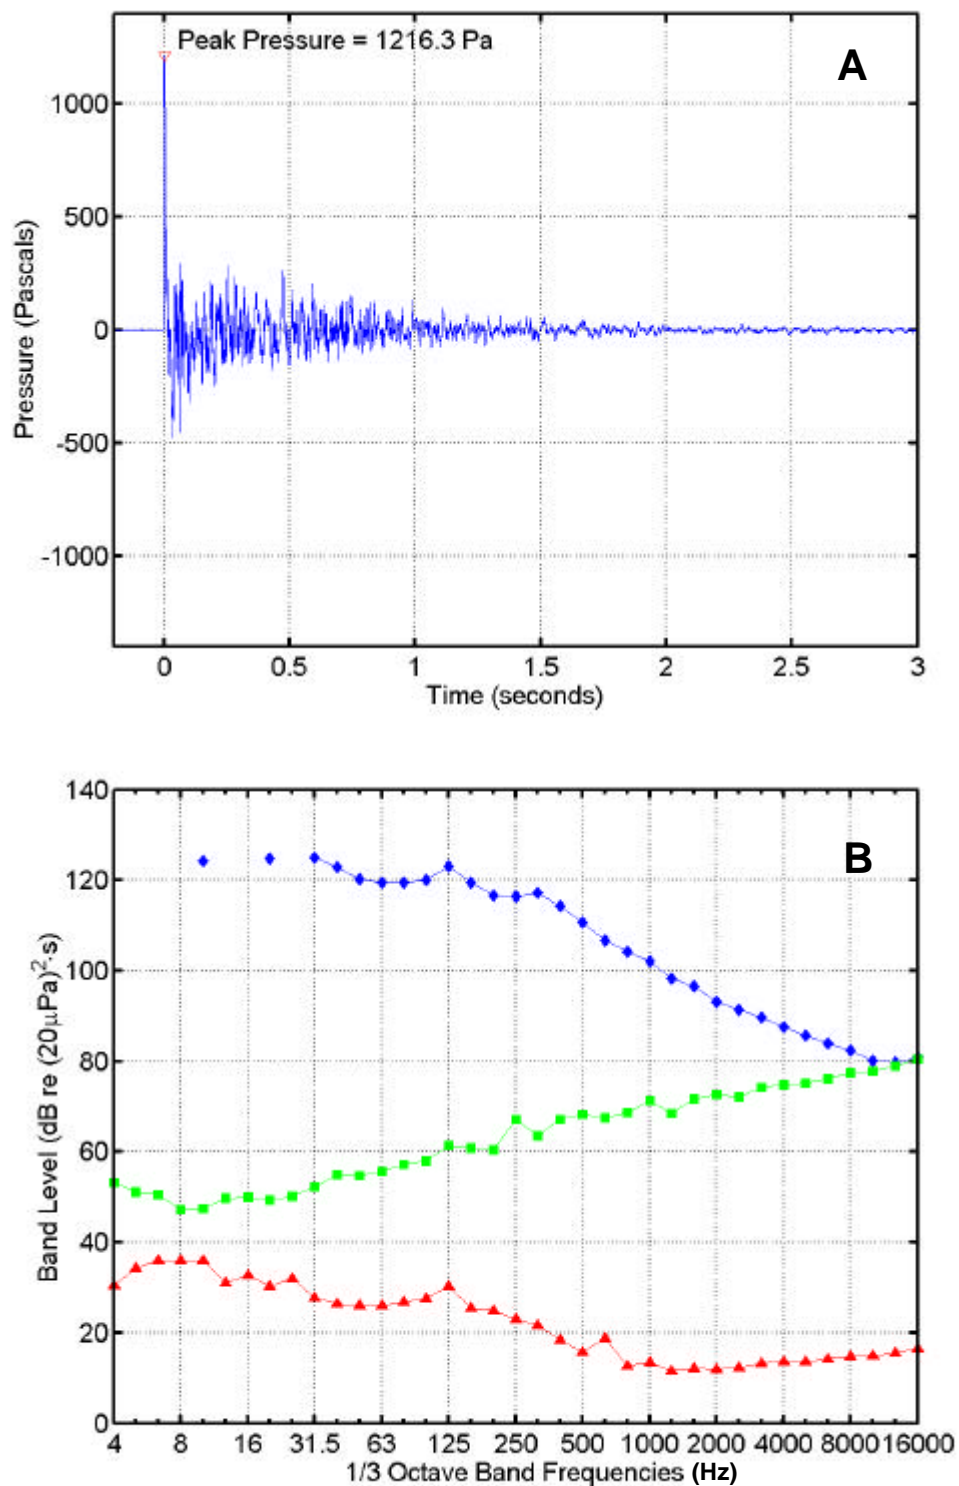 Peak Pressure = 1216.3 Pa
A
1000
500
0
-500
-1000
Pressure (Pascals)
0 0.5 1 1.5 2 2.5 3
Time (seconds)
B
140
120
100
80
60
40
20
0
Band Level (dB re (20μPa)²·s)
4 8 16 31.5 63 125 250 500 1000 2000 4000 8000 16000
1/3 Octave Band Frequencies (Hz)